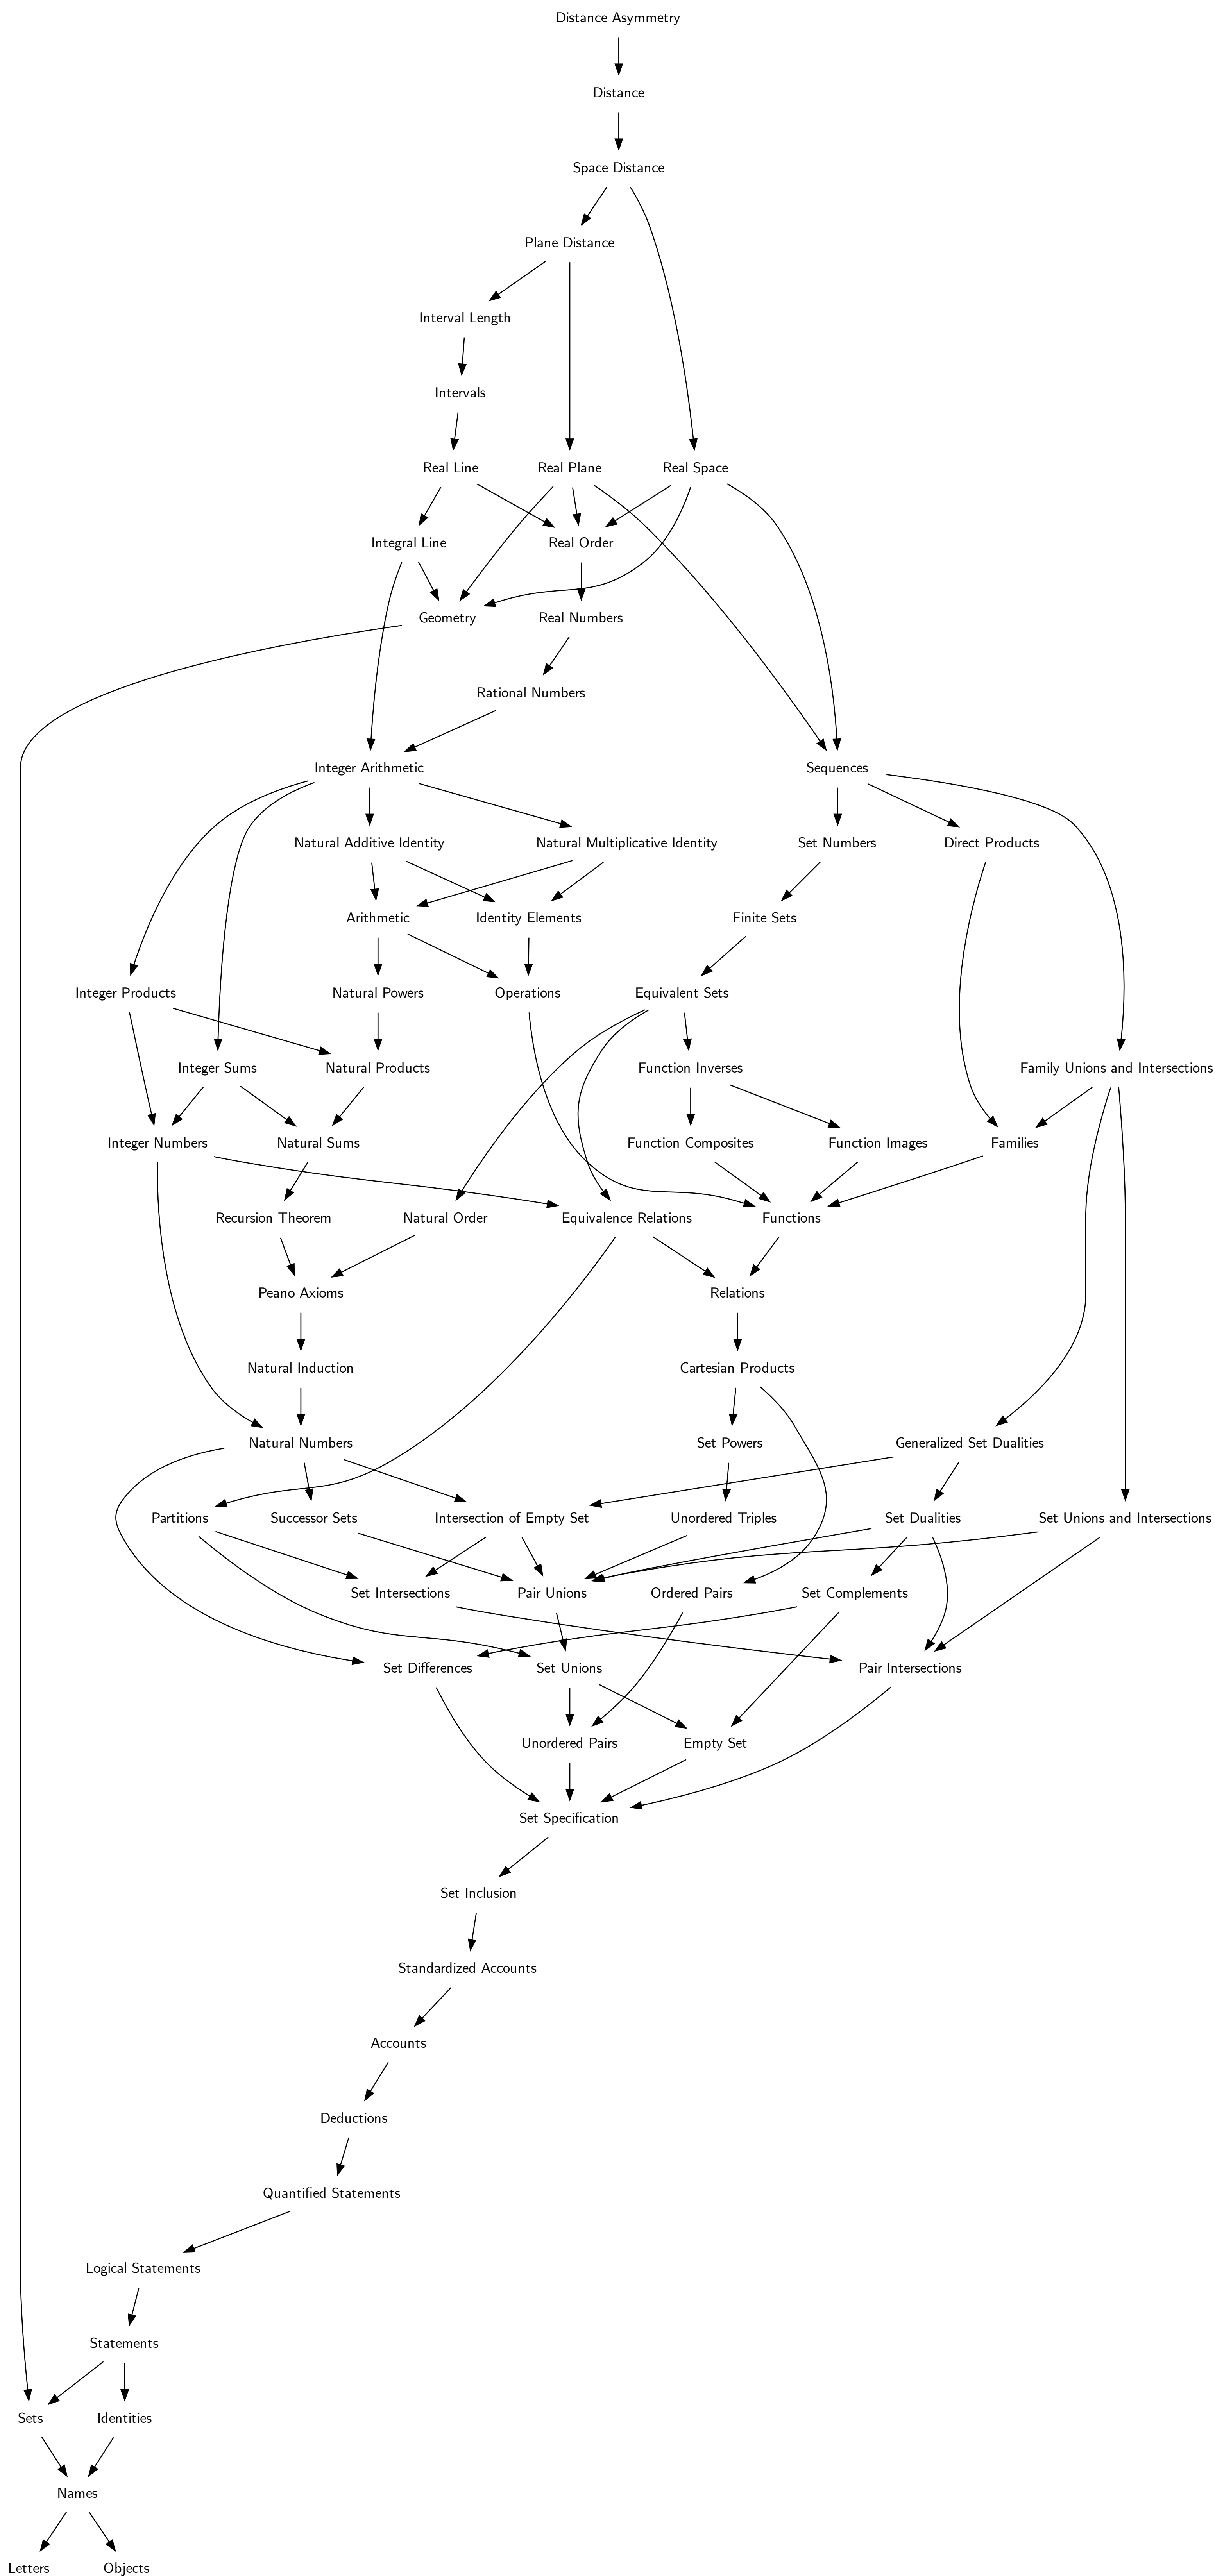 Distance Asymmetry
Distance
Space Distance
Plane Distance
Interval Length
Intervals
Real Line
Real Plane
Real Space
Integral Line
Real Order
Geometry
Real Numbers
Rational Numbers
Integer Arithmetic
Sequences
Natural Additive Identity
Natural Multiplicative Identity
Set Numbers
Direct Products
Arithmetic
Identity Elements
Finite Sets
Integer Products
Natural Powers
Operations
Equivalent Sets
Integer Sums
Natural Products
Function Inverses
Family Unions and Intersections
Integer Numbers
Natural Sums
Function Composites
Function Images
Families
Recursion Theorem
Natural Order
Equivalence Relations
Functions
Peano Axioms
Relations
Natural Induction
Cartesian Products
Natural Numbers
Set Powers
Generalized Set Dualities
Partitions
Successor Sets
Intersection of Empty Set
Unordered Triples
Set Dualities
Set Unions and Intersections
Set Intersections
Pair Unions
Ordered Pairs
Set Complements
Set Differences
Set Unions
Pair Intersections
Unordered Pairs
Empty Set
Set Specification
Set Inclusion
Standardized Accounts
Accounts
Deductions
Quantified Statements
Logical Statements
Statements
Sets
Identities
Names
Letters
Objects